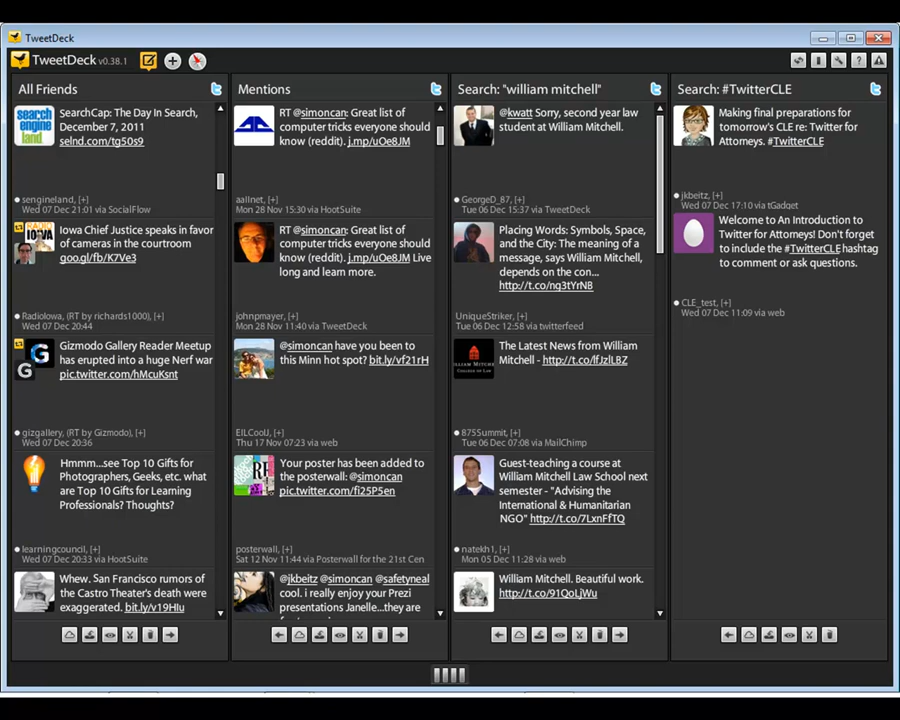 TweetDeck
TweetDeck v0.38.1
All Friends
SearchCap: The Day In Search,
December 7, 2011
selnd.com/tg50s9
sengineland, [+]
Wed 07 Dec 21:01 via SocialFlow
Iowa Chief Justice speaks in favor
of cameras in the courtroom
goo.gl/fb/K7Ve3
RadioIowa, (RT by richards1000), [+]
Wed 07 Dec 20:44
Gizmodo Gallery Reader Meetup
has erupted into a huge Nerf war
pic.twitter.com/hMcuKsnt
gizgallery, (RT by Gizmodo), [+]
Wed 07 Dec 20:36
Hmmm...see Top 10 Gifts for
Photographers, Geeks, etc. what
are Top 10 Gifts for Learning
Professionals? Thoughts?
learningcouncil, [+]
Wed 07 Dec 20:33 via HootSuite
Whew. San Francisco rumors of
the Castro Theater's death were
exaggerated. bit.ly/v19HIu
Mentions
RT @simoncan: Great list of
computer tricks everyone should
know (reddit). j.mp/uOe8JM
aallnet, [+]
Mon 28 Nov 15:30 via HootSuite
RT @simoncan: Great list of
computer tricks everyone should
know (reddit). j.mp/uOe8JM Live
long and learn more.
johnpmayer, [+]
Mon 28 Nov 11:40 via TweetDeck
@simoncan have you been to
this Minn hot spot? bit.ly/vf21rH
EILCooU, [+]
Thu 17 Nov 07:23 via web
Your poster has been added to
the posterwall: @simoncan
pic.twitter.com/fi25P5en
posterwall, [+]
Sat 12 Nov 11:44 via Posterwall for the 21st Cen
@jkbeitz @simoncan @safetyneal
cool. i really enjoy your Prezi
presentations Janelle...they are
Search: "william mitchell"
@kwatt Sorry, second year law
student at William Mitchell.
GeorgeD_87, [+]
Tue 06 Dec 15:37 via TweetDeck
Placing Words: Symbols, Space,
and the City: The meaning of a
message, says William Mitchell,
depends on the con...
http://t.co/nq3tYrNB
UniqueStriker, [+]
Tue 06 Dec 12:58 via twitterfeed
The Latest News from William
Mitchell - http://t.co/lfJzlLBZ
875Summit, [+]
Tue 06 Dec 07:08 via MailChimp
Guest-teaching a course at
William Mitchell Law School next
semester - "Advising the
International & Humanitarian
NGO" http://t.co/7LxnFfTQ
natekh1, [+]
Mon 05 Dec 11:28 via web
William Mitchell. Beautiful work.
http://t.co/91QoLjWu
Search: #TwitterCLE
Making final preparations for
tomorrow's CLE re: Twitter for
Attorneys. #TwitterCLE
jkbeitz, [+]
Wed 07 Dec 17:10 via tGadget
Welcome to An Introduction to
Twitter for Attorneys! Don't forget
to include the #TwitterCLE hashtag
to comment or ask questions.
CLE_test, [+]
Wed 07 Dec 11:09 via web